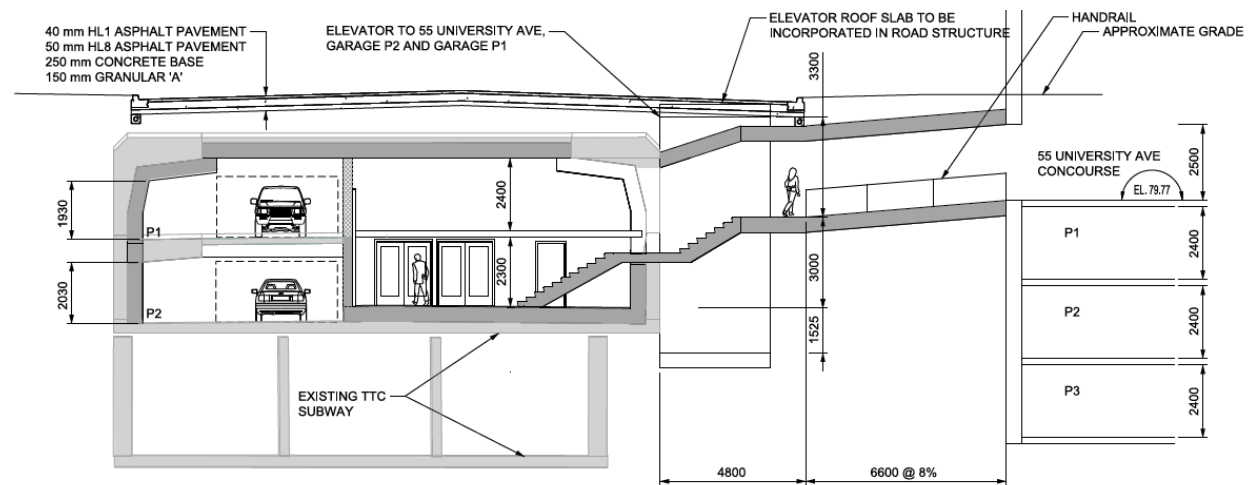 40 mm HL1 ASPHALT PAVEMENT
50 mm HL8 ASPHALT PAVEMENT
250 mm CONCRETE BASE
150 mm GRANULAR 'A'
ELEVATOR TO 55 UNIVERSITY AVE,
GARAGE P2 AND GARAGE P1
ELEVATOR ROOF SLAB TO BE
INCORPORATED IN ROAD STRUCTURE
HANDRAIL
APPROXIMATE GRADE
3300
2500
55 UNIVERSITY AVE
CONCOURSE
EL. 79.77
1930
2400
P1
P1
2400
2030
2300
3000
P2
P2
2400
1525
EXISTING TTC
SUBWAY
P3
2400
4800
6600 @ 8%